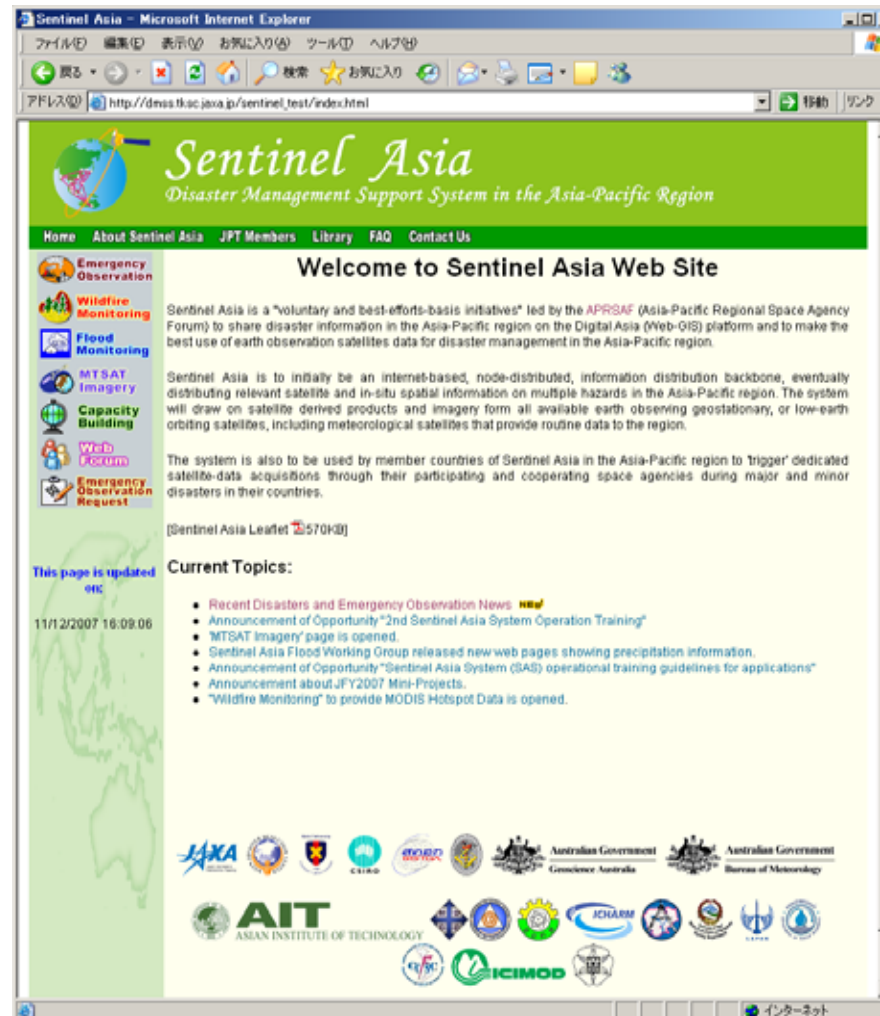 Sentinel Asia - Microsoft Internet Explorer
ファイル(F) 編集(E) 表示(V) お気に入り(A) ツール(T) ヘルプ(H)
戻る 検索 お気に入り
アドレス(D) http://dmss.tksc.jaxa.jp/sentinel_test/index.html 移動 リンク
Sentinel Asia
Disaster Management Support System in the Asia-Pacific Region
Home About Sentinel Asia JPT Members Library FAQ Contact Us
Emergency
Observation
Wildfire
Monitoring
Flood
Monitoring
MTSAT
Imagery
Capacity
Building
Web
Forum
Emergency
Observation
Request
This page is updated
on:
11/12/2007 16:09:06
Welcome to Sentinel Asia Web Site
Sentinel Asia is a "voluntary and best-efforts-basis initiatives" led by the APRSAF (Asia-Pacific Regional Space Agency
Forum) to share disaster information in the Asia-Pacific region on the Digital Asia (Web-GIS) platform and to make the
best use of earth observation satellites data for disaster management in the Asia-Pacific region.
Sentinel Asia is to initially be an internet-based, node-distributed, information distribution backbone, eventually
distributing relevant satellite and in-situ spatial information on multiple hazards in the Asia-Pacific region. The system
will draw on satellite derived products and imagery form all available earth observing geostationary, or low-earth
orbiting satellites, including meteorological satellites that provide routine data to the region.
The system is also to be used by member countries of Sentinel Asia in the Asia-Pacific region to 'trigger' dedicated
satellite-data acquisitions through their participating and cooperating space agencies during major and minor
disasters in their countries.
[Sentinel Asia Leaflet 570KB]
Current Topics:
Recent Disasters and Emergency Observation News NEW!
Announcement of Opportunity "2nd Sentinel Asia System Operation Training"
'MTSAT Imagery' page is opened.
Sentinel Asia Flood Working Group released new web pages showing precipitation information.
Announcement of Opportunity "Sentinel Asia System (SAS) operational training guidelines for applications"
Announcement about JFY2007 Mini-Projects.
"Wildfire Monitoring" to provide MODIS Hotspot Data is opened.
JAXA CSIRO Australian Government Australian Government
Geoscience Australia Bureau of Meteorology
AIT ICHARM LAPAN
ASIAN INSTITUTE OF TECHNOLOGY
ICIMOD
インターネット